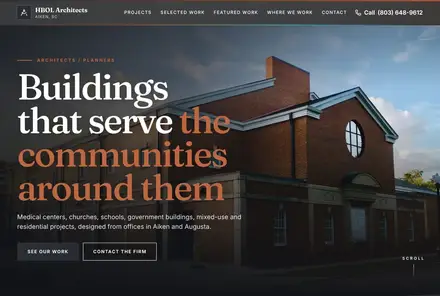 HBOL Architects
AIKEN, SC
PROJECTS SELECTED WORK FEATURED WORK WHERE WE WORK CONTACT Call (803) 648-9612
ARCHITECTS / PLANNERS
Buildings
that serve the
communities
around them
Medical centers, churches, schools, government buildings, mixed-use and
residential projects, designed from offices in Aiken and Augusta.
SEE OUR WORK CONTACT THE FIRM
SCROLL